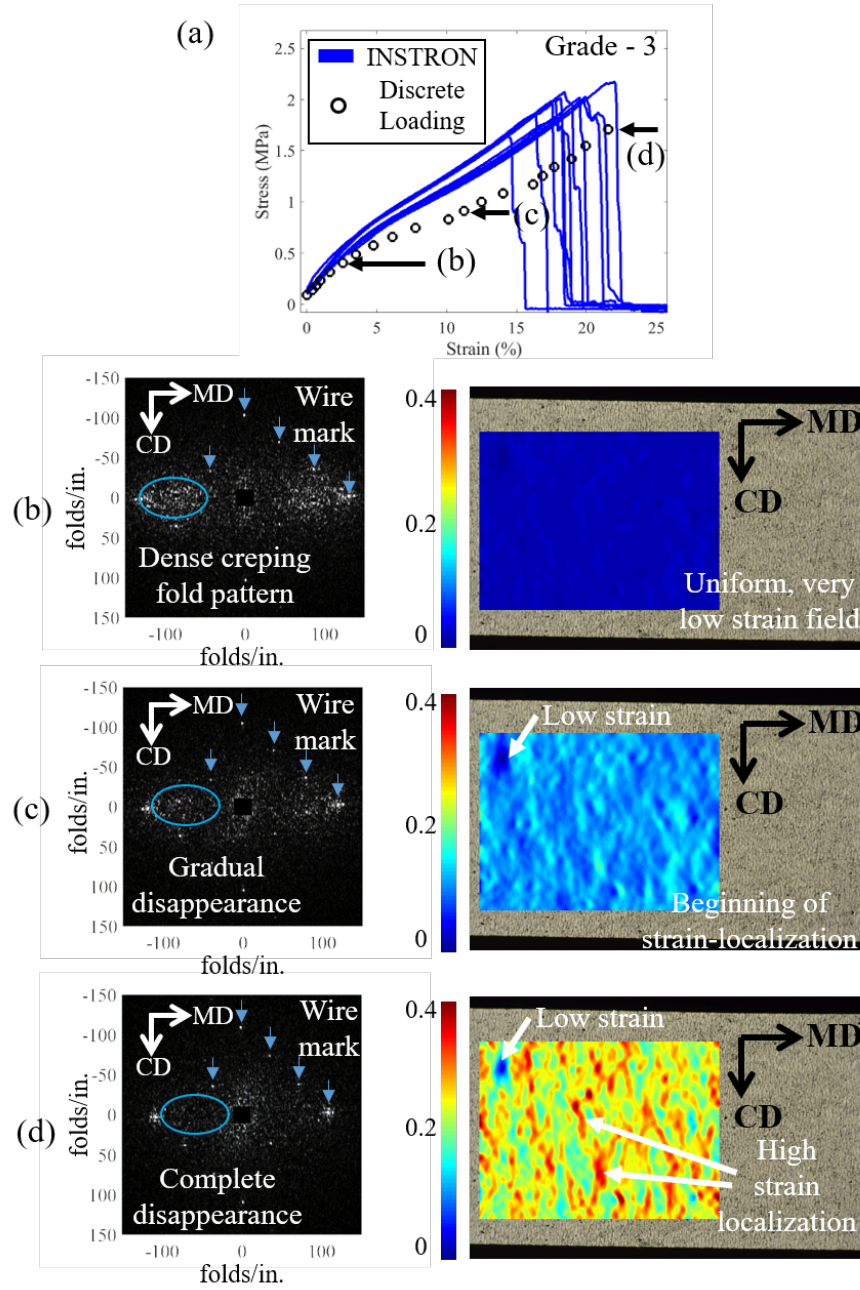 (a)
Grade - 3
INSTRON
Discrete
Loading
2.5
2
1.5
1
0.5
0
Stress (MPa)
(b)
(c)
(d)
0
5
10
15
20
25
Strain (%)
(b)
-150
-100
-50
0
50
100
150
folds/in.
MD
CD
Wire
mark
Dense creping
fold pattern
-100
0
100
folds/in.
0.4
0.2
0
MD
CD
Uniform, very
low strain field
(c)
-150
-100
-50
0
50
100
150
folds/in.
MD
CD
Wire
mark
Gradual
disappearance
-100
0
100
folds/in.
0.4
0.2
0
Low strain
MD
CD
Beginning of
strain-localization
(d)
-150
-100
-50
0
50
100
150
folds/in.
MD
CD
Wire
mark
Complete
disappearance
-100
0
100
folds/in.
0.4
0.2
0
Low strain
MD
CD
High
strain
localization